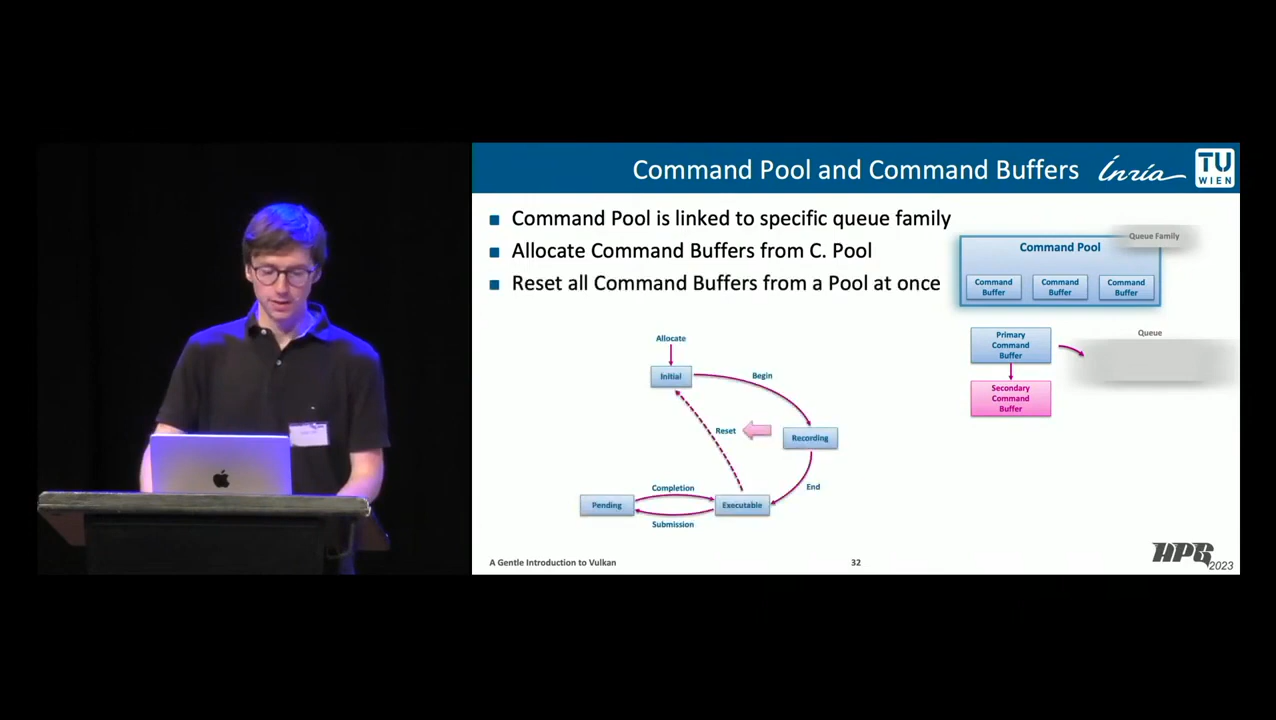 Command Pool and Command Buffers
Inria
TU
WIEN
Command Pool is linked to specific queue family
Allocate Command Buffers from C. Pool
Reset all Command Buffers from a Pool at once
Queue Family
Command Pool
Command
Buffer
Command
Buffer
Command
Buffer
Primary
Command
Buffer
Queue
Secondary
Command
Buffer
Allocate
Initial
Begin
Reset
Recording
End
Completion
Pending
Executable
Submission
A Gentle Introduction to Vulkan
32
HPG
2023